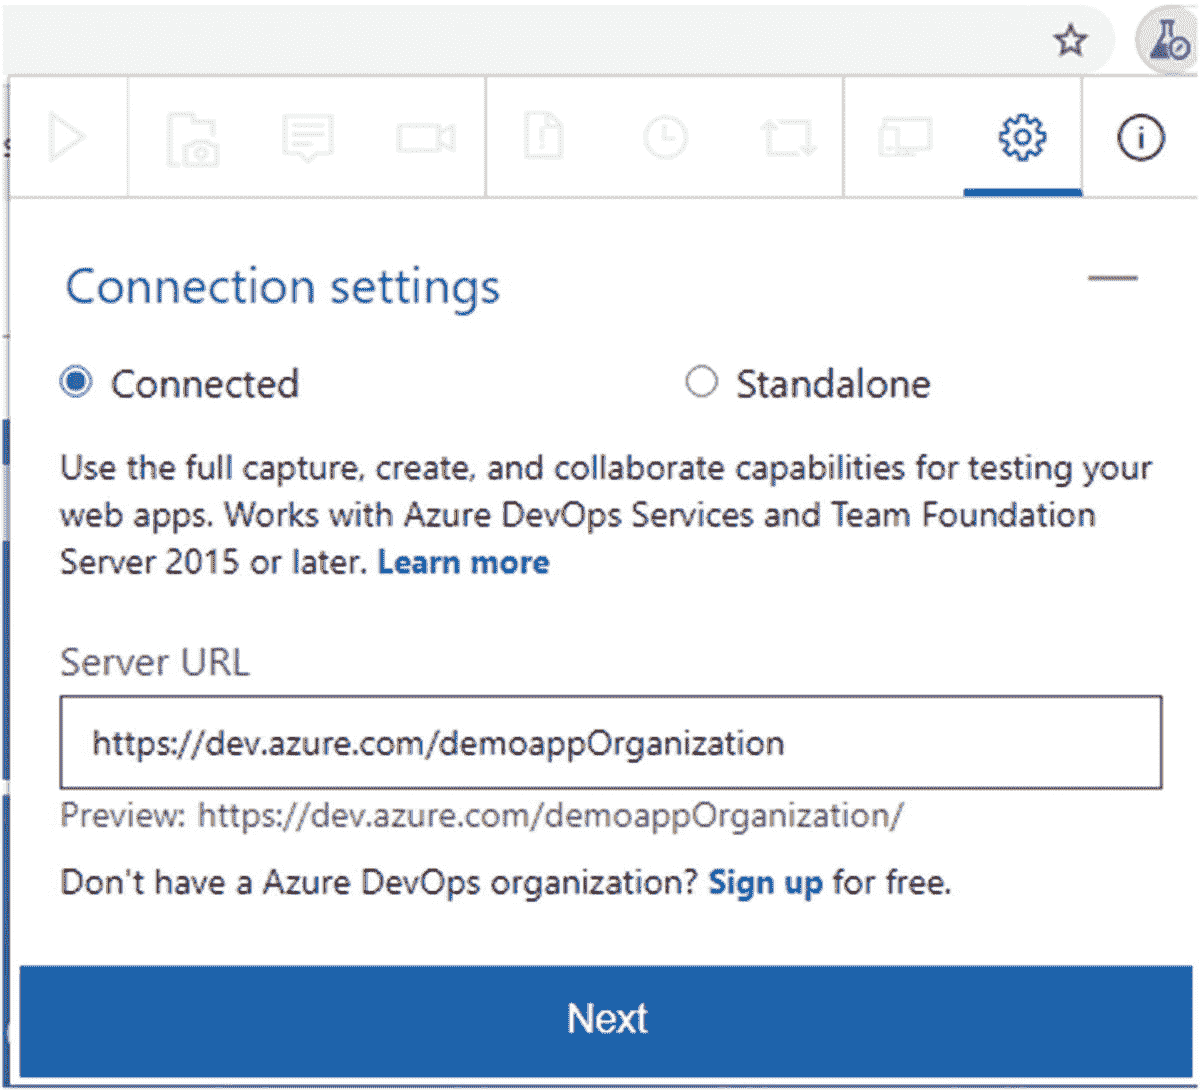 Connection settings
Connected
Standalone
Use the full capture, create, and collaborate capabilities for testing your
web apps. Works with Azure DevOps Services and Team Foundation
Server 2015 or later. Learn more
Server URL
https://dev.azure.com/demoappOrganization
Preview: https://dev.azure.com/demoappOrganization/
Don't have a Azure DevOps organization? Sign up for free.
Next